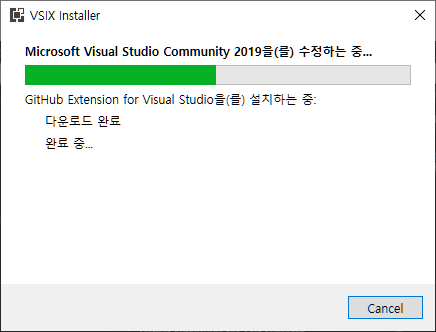 VSIX Installer
Microsoft Visual Studio Community 2019을(를) 수정하는 중...
GitHub Extension for Visual Studio을(를) 설치하는 중:
다운로드 완료
완료 중...
Cancel